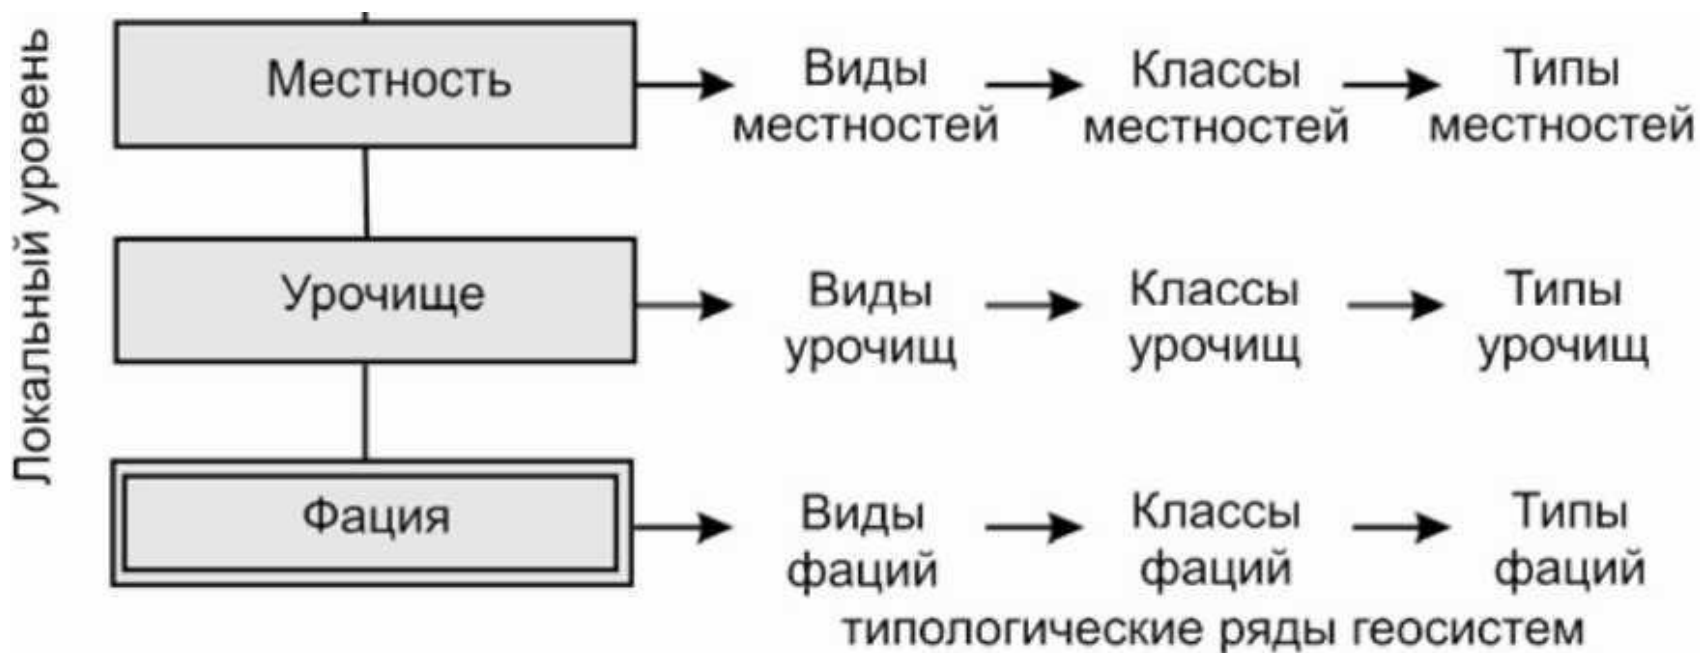 Локальный уровень
Местность
Виды
местностей
Классы
местностей
Типы
местностей
Урочище
Виды
урочищ
Классы
урочищ
Типы
урочищ
Фация
Виды
фаций
Классы
фаций
Типы
фаций
типологические ряды геосистем